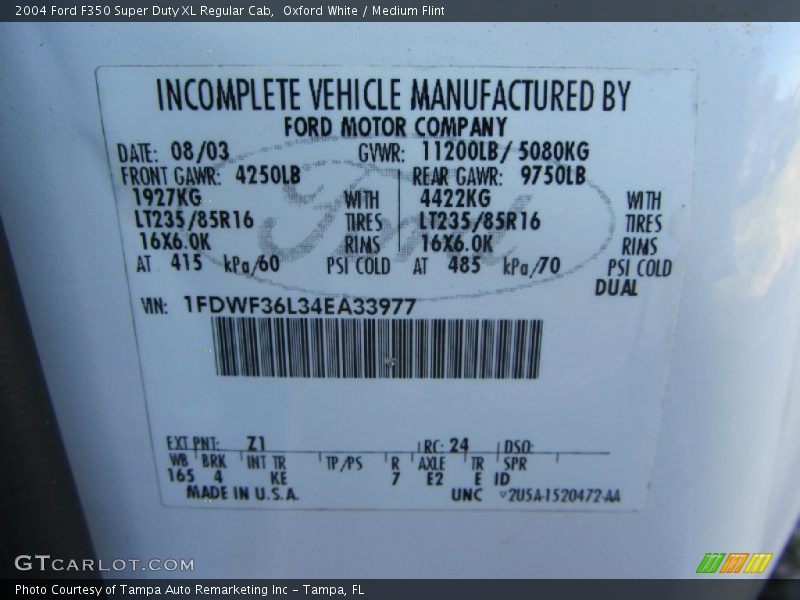 2004 Ford F350 Super Duty XL Regular Cab, Oxford White / Medium Flint
INCOMPLETE VEHICLE MANUFACTURED BY
FORD MOTOR COMPANY
DATE: 08/03 GVWR: 11200LB/ 5080KG
FRONT GAWR: 4250LB REAR GAWR: 9750LB
1927KG WITH 4422KG WITH
LT235/85R16 TIRES LT235/85R16 TIRES
16X6.0K RIMS 16X6.0K RIMS
AT 415 kPa/60 PSI COLD AT 485 kPa/70 PSI COLD
DUAL
Ford
VIN: 1FDWF36L34EA33977
EXT PNT: Z1 RC: 24 DSO:
WB BRK INT TR TP/PS R AXLE TR SPR
165 4 KE 7 E2 E ID
MADE IN U.S.A. UNC 2U5A-1520472-AA
GTCARLOT.COM
Photo Courtesy of Tampa Auto Remarketing Inc - Tampa, FL